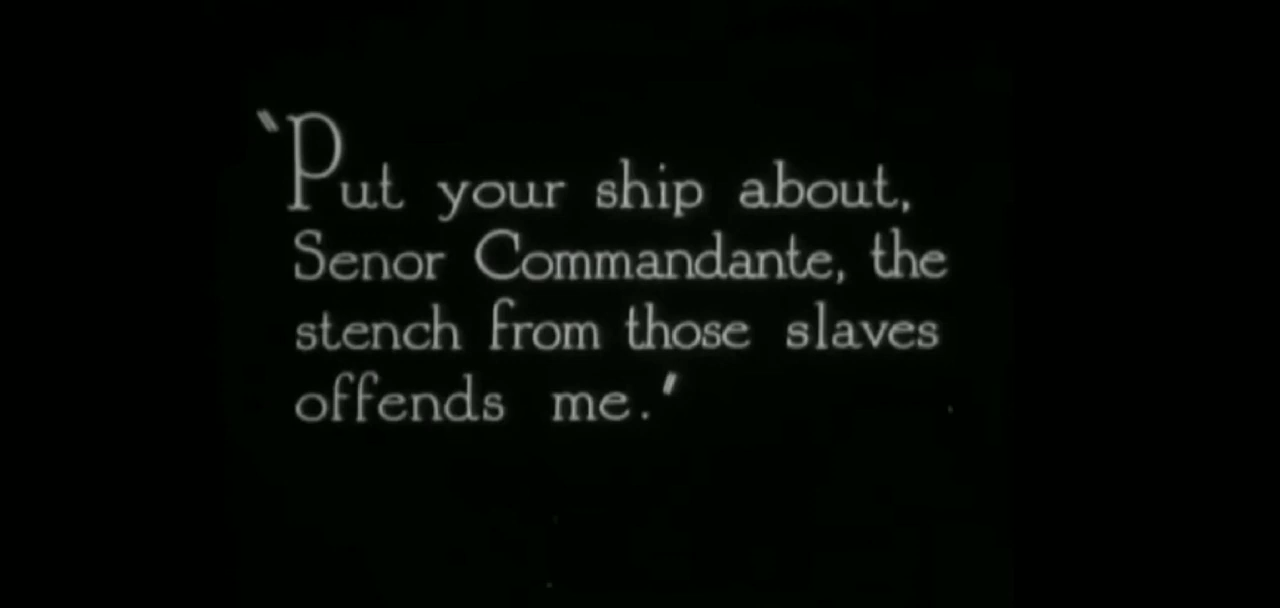 ‵Put your ship about,
Senor Commandante, the
stench from those slaves
offends me.′